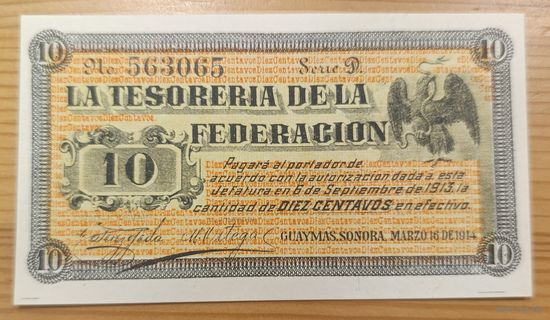 10 10
No. 563065 Serie D.
LA TESORERIA DE LA
FEDERACION
10
Pagará al portador de
acuerdo con la autorizacion dada a esta
Jefatura en 6 de Septiembre de 1913, la
cantidad de DIEZ CENTAVOS en efectivo.
GUAYMAS, SONORA, MARZO 16 DE 1914
10 10